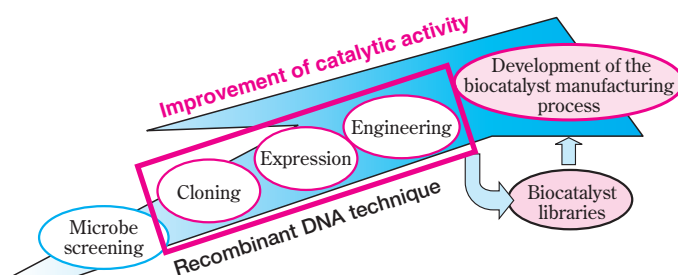 Improvement of catalytic activity
Development of the
biocatalyst manufacturing
process
Engineering
Expression
Cloning
Microbe
screening
Recombinant DNA technique
Biocatalyst
libraries